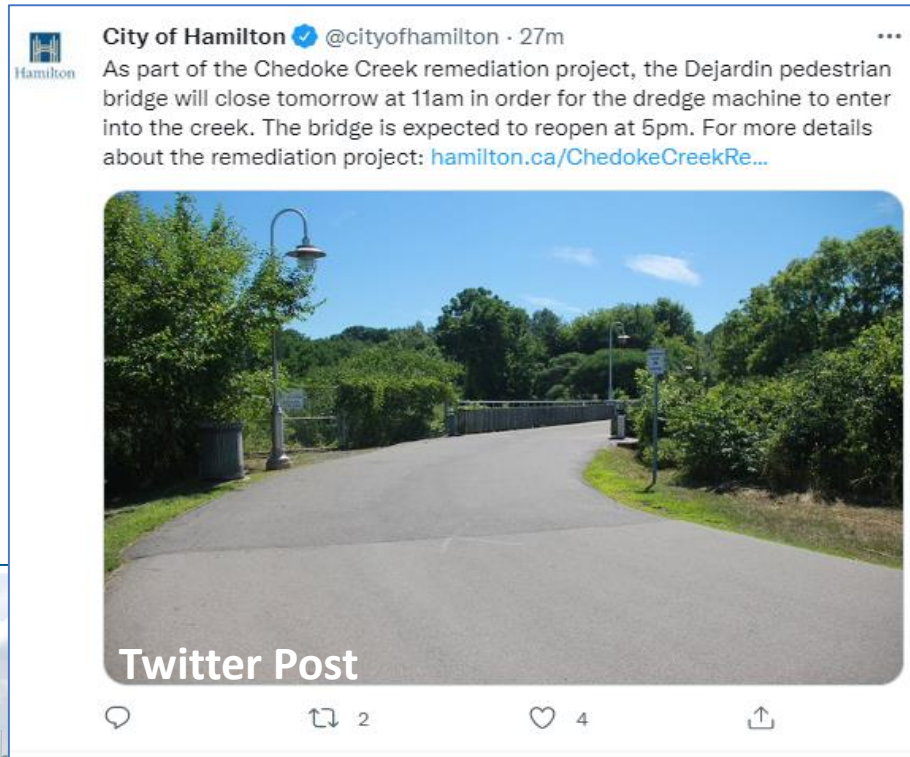 City of Hamilton @cityofhamilton · 27m
Hamilton
As part of the Chedoke Creek remediation project, the Dejardin pedestrian
bridge will close tomorrow at 11am in order for the dredge machine to enter
into the creek. The bridge is expected to reopen at 5pm. For more details
about the remediation project: hamilton.ca/ChedokeCreekRe...
Twitter Post
2
4